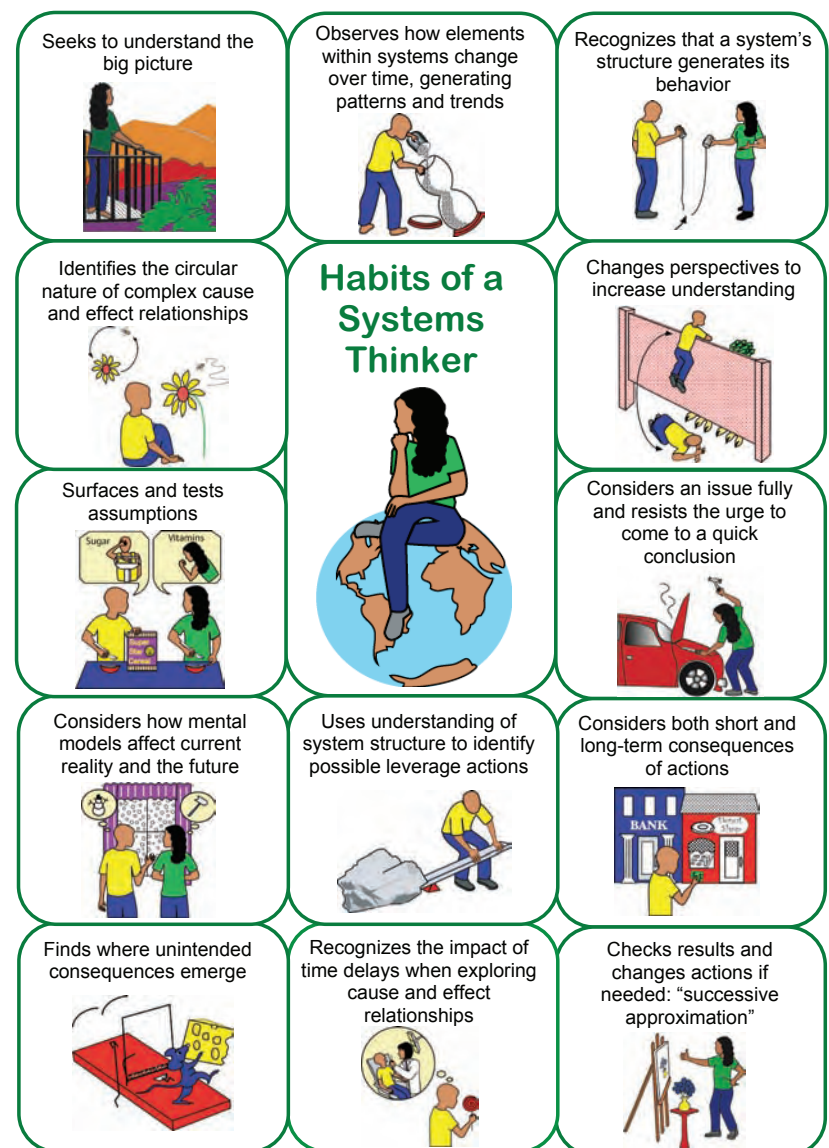 Seeks to understand the
big picture
Observes how elements
within systems change
over time, generating
patterns and trends
Recognizes that a system's
structure generates its
behavior
Identifies the circular
nature of complex cause
and effect relationships
Habits of a
Systems
Thinker
Changes perspectives to
increase understanding
Surfaces and tests
assumptions
Sugar
Vitamins
Super
Star
Cereal
Considers an issue fully
and resists the urge to
come to a quick
conclusion
Considers how mental
models affect current
reality and the future
Uses understanding of
system structure to identify
possible leverage actions
Considers both short and
long-term consequences
of actions
BANK
Donut
Shop
Finds where unintended
consequences emerge
Recognizes the impact of
time delays when exploring
cause and effect
relationships
Checks results and
changes actions if
needed: “successive
approximation”